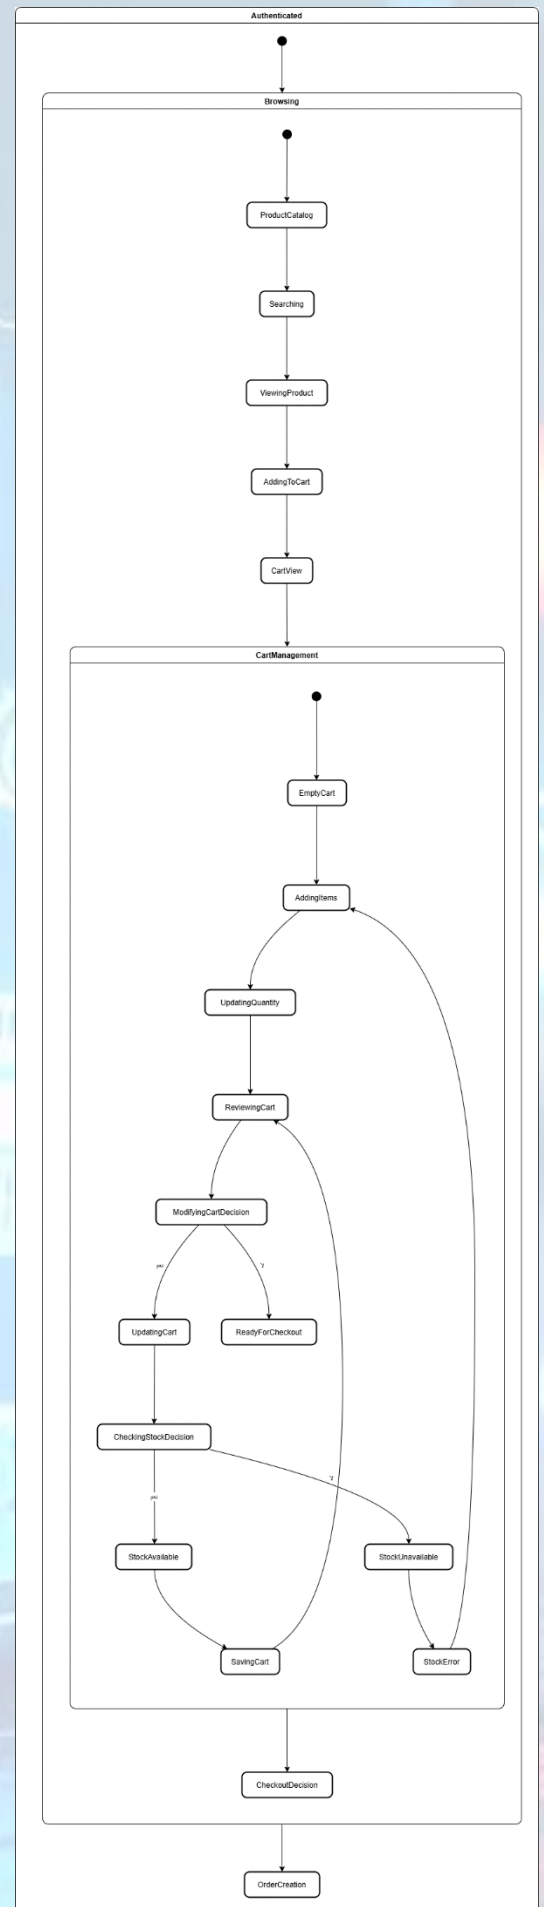 Authenticated
Browsing
ProductCatalog
Searching
ViewingProduct
AddingToCart
CartView
CartManagement
EmptyCart
AddingItems
UpdatingQuantity
ReviewingCart
ModifyingCartDecision
UpdatingCart
ReadyForCheckout
CheckingStockDecision
StockAvailable
StockUnavailable
SavingCart
StockError
CheckoutDecision
OrderCreation